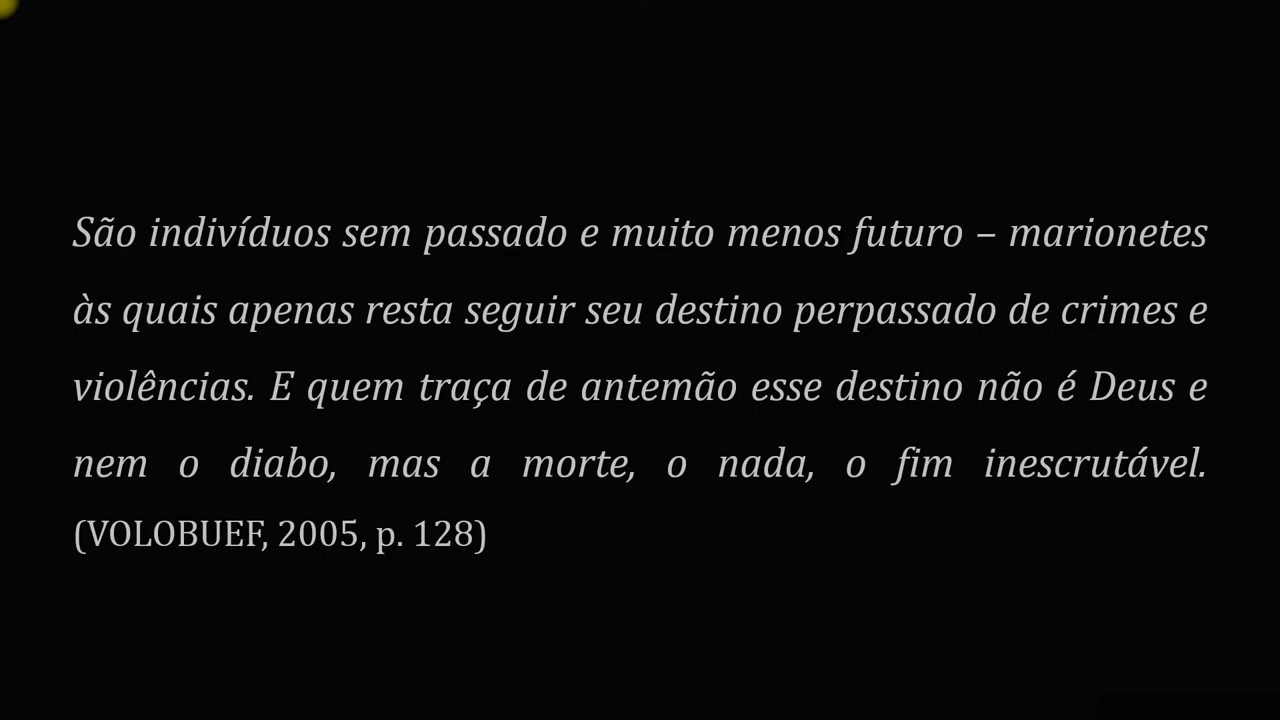 São indivíduos sem passado e muito menos futuro – marionetes
às quais apenas resta seguir seu destino perpassado de crimes e
violências. E quem traça de antemão esse destino não é Deus e
nem o diabo, mas a morte, o nada, o fim inescrutável.
(VOLOBUEF, 2005, p. 128)